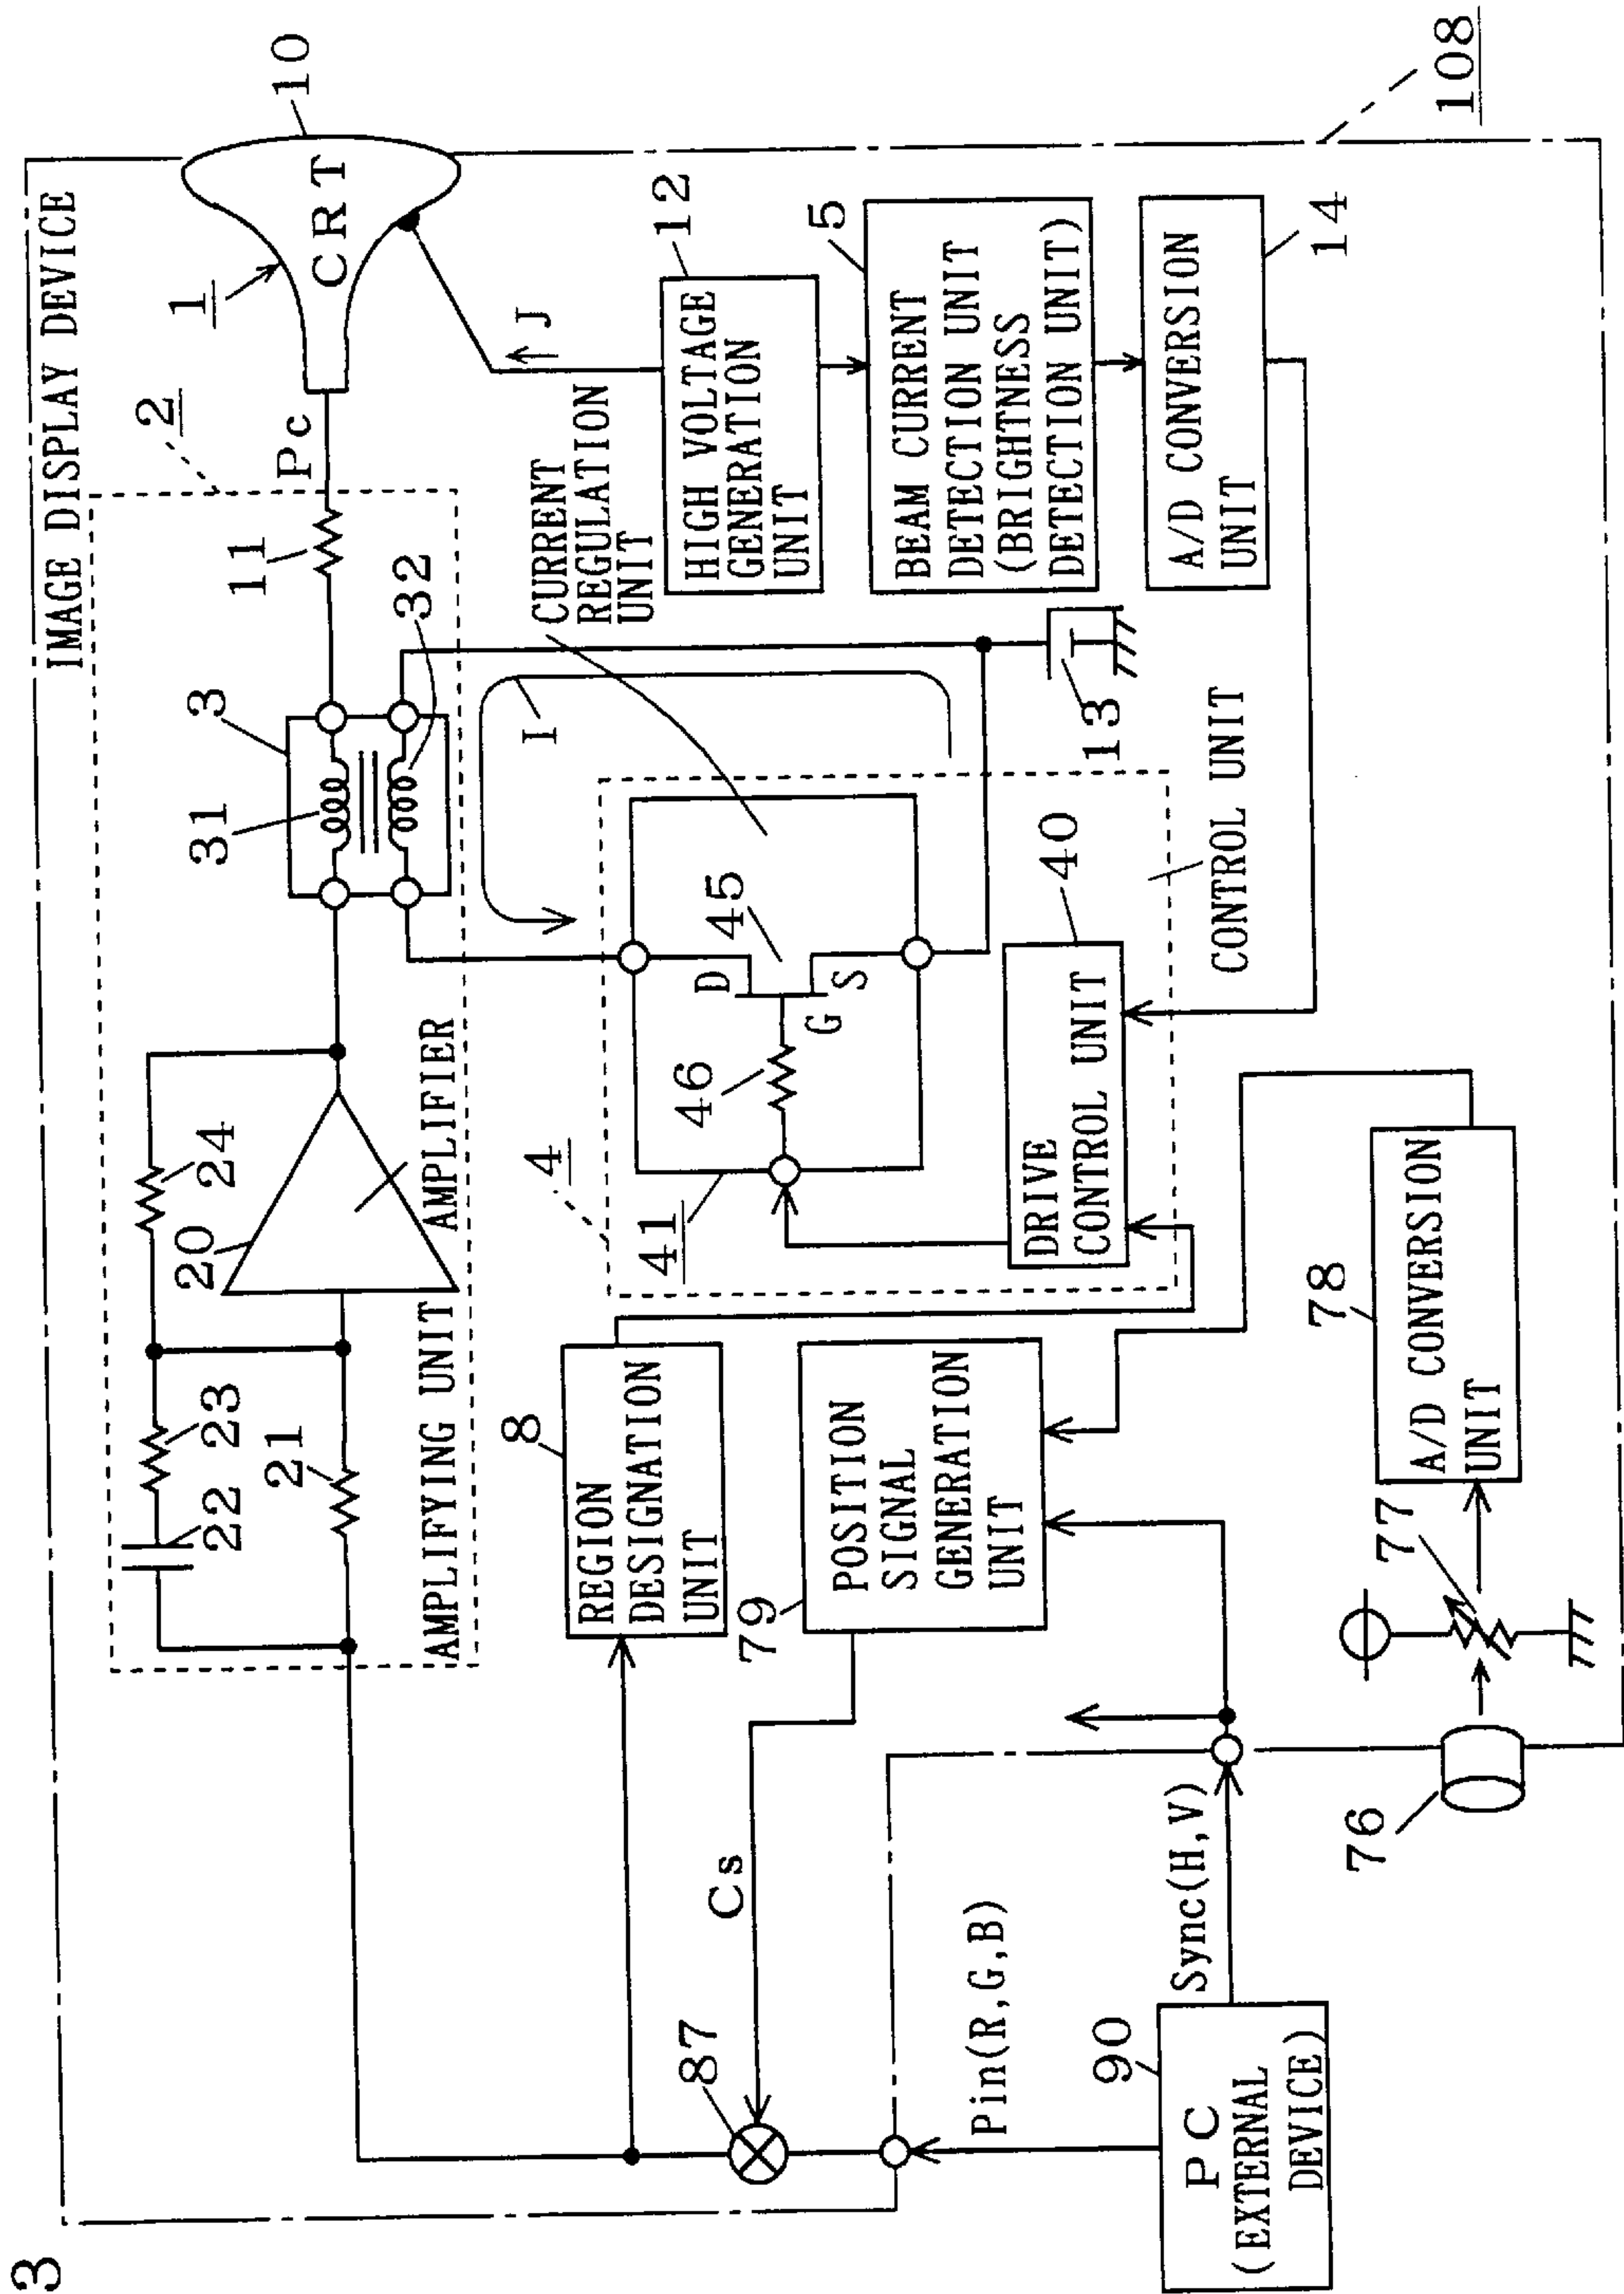 3
IMAGE DISPLAY DEVICE
108
2
1
10
CRT
Pc
11
3
31
32
24
20
23
22
21
AMPLIFIER
AMPLIFYING UNIT
CURRENT
REGULATION
UNIT
J
I
12
HIGH VOLTAGE
GENERATION
UNIT
5
BEAM CURRENT
DETECTION UNIT
(BRIGHTNESS
DETECTION UNIT)
A/D CONVERSION
UNIT
14
13
4
41
46
45
D
G
S
40
DRIVE
CONTROL UNIT
CONTROL UNIT
8
REGION
DESIGNATION
UNIT
79
POSITION
SIGNAL
GENERATION
UNIT
78
A/D CONVERSION
UNIT
77
76
Cs
87
Pin(R,G,B)
Sync(H,V)
90
PC
(EXTERNAL
DEVICE)